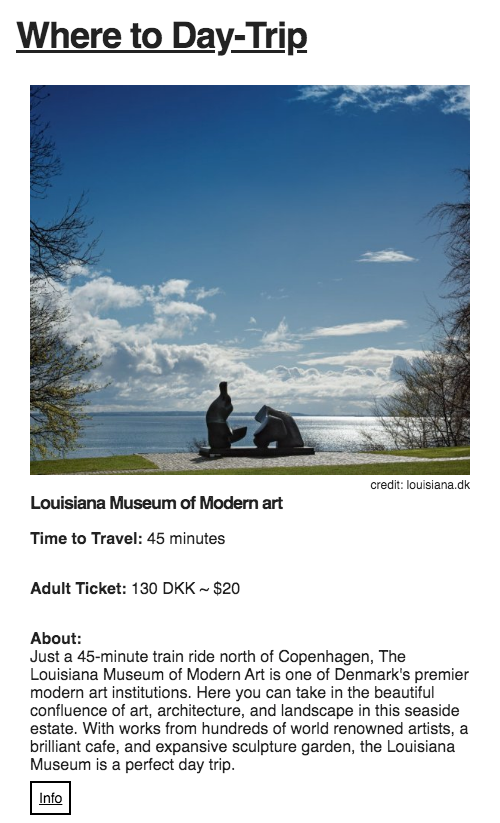 Where to Day-Trip
credit: louisiana.dk
Louisiana Museum of Modern art
Time to Travel: 45 minutes
Adult Ticket: 130 DKK ~ $20
About:
Just a 45-minute train ride north of Copenhagen, The
Louisiana Museum of Modern Art is one of Denmark's premier
modern art institutions. Here you can take in the beautiful
confluence of art, architecture, and landscape in this seaside
estate. With works from hundreds of world renowned artists, a
brilliant cafe, and expansive sculpture garden, the Louisiana
Museum is a perfect day trip.
Info